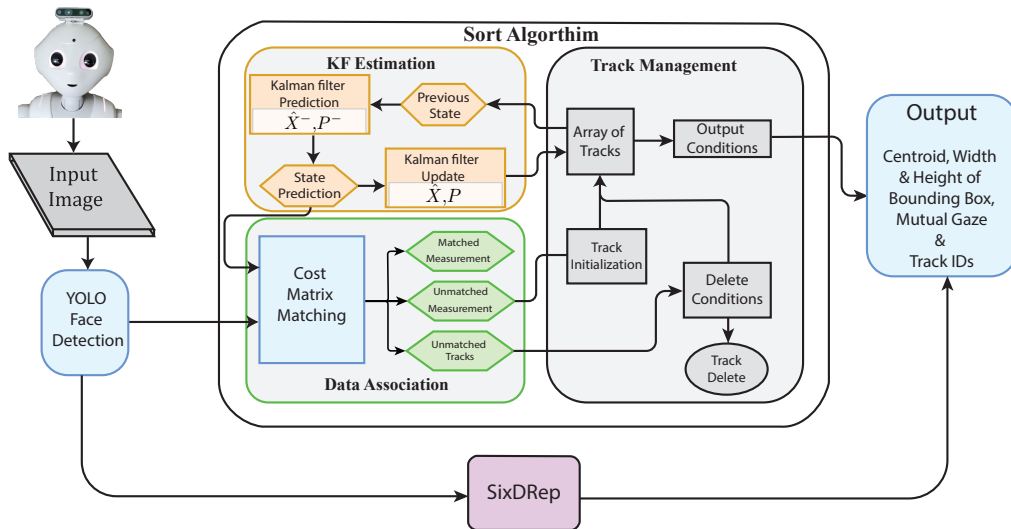 Sort Algorthim
KF Estimation
Kalman filter
Prediction
X̂⁻,P⁻
Previous
State
State
Prediction
Kalman filter
Update
X̂,P
Track Management
Array of
Tracks
Output
Conditions
Track
Initialization
Delete
Conditions
Track
Delete
Input
Image
YOLO
Face
Detection
Cost
Matrix
Matching
Matched
Measurement
Unmatched
Measurement
Unmatched
Tracks
Data Association
Output
Centroid, Width
& Height of
Bounding Box,
Mutual Gaze
&
Track IDs
SixDRep